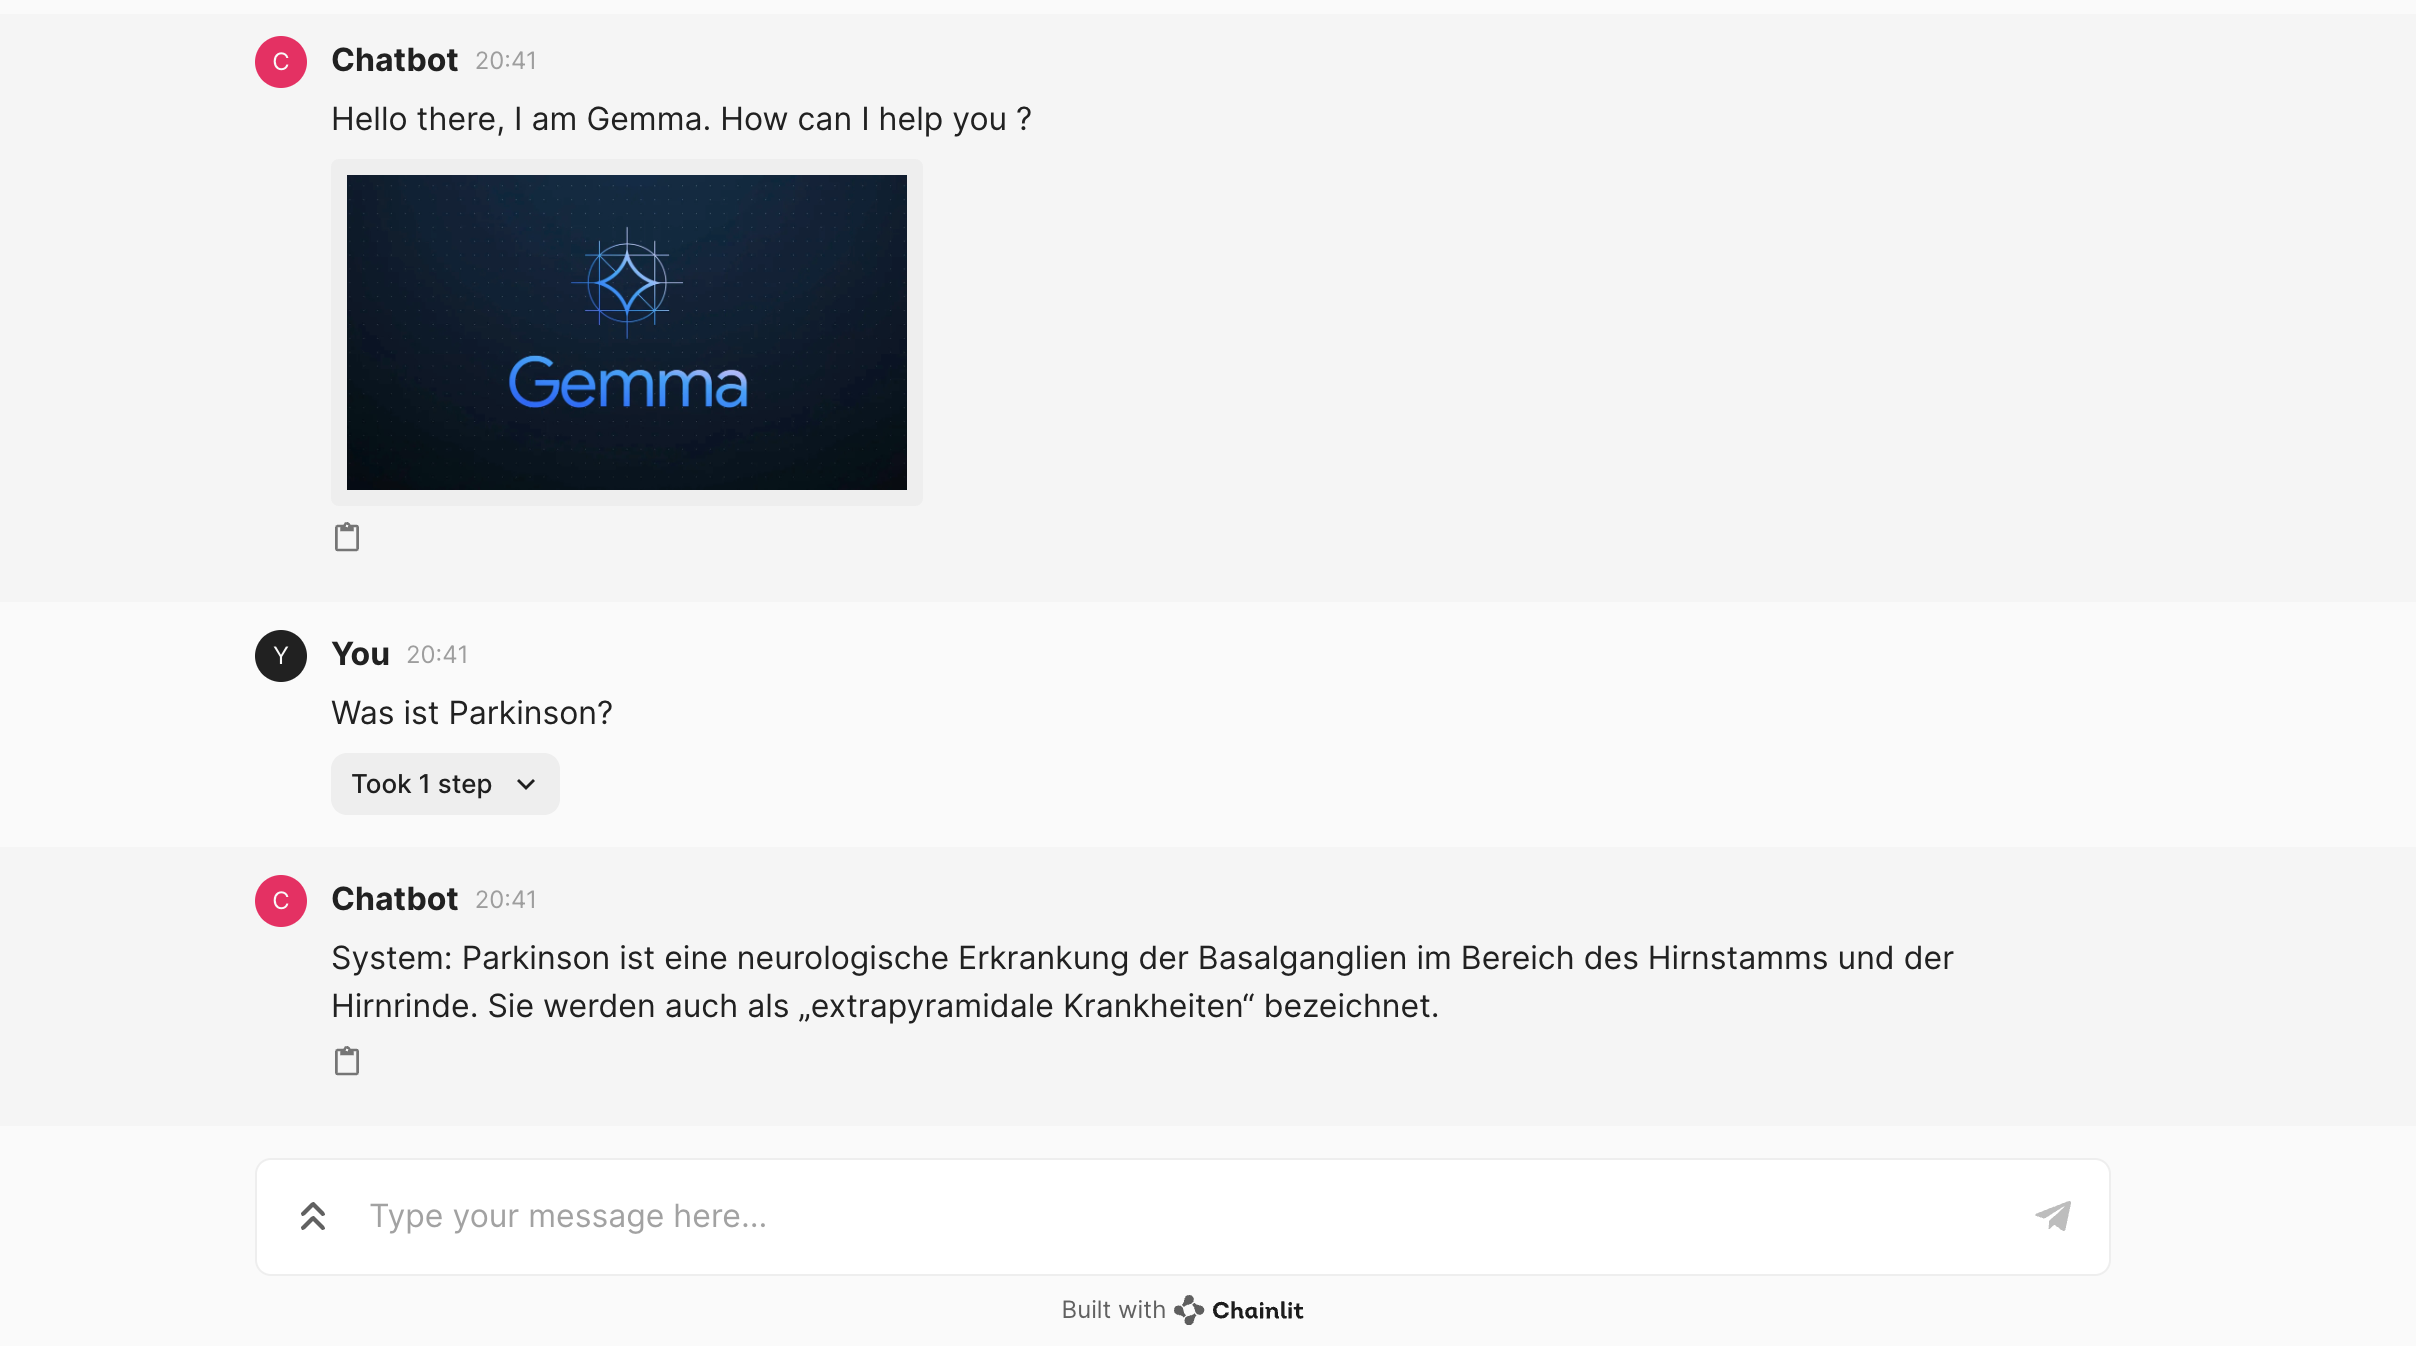 C
Chatbot 20:41
Hello there, I am Gemma. How can I help you ?
Gemma
Y
You 20:41
Was ist Parkinson?
Took 1 step
C
Chatbot 20:41
System: Parkinson ist eine neurologische Erkrankung der Basalganglien im Bereich des Hirnstamms und der
Hirnrinde. Sie werden auch als „extrapyramidale Krankheiten“ bezeichnet.
Type your message here...
Built with Chainlit